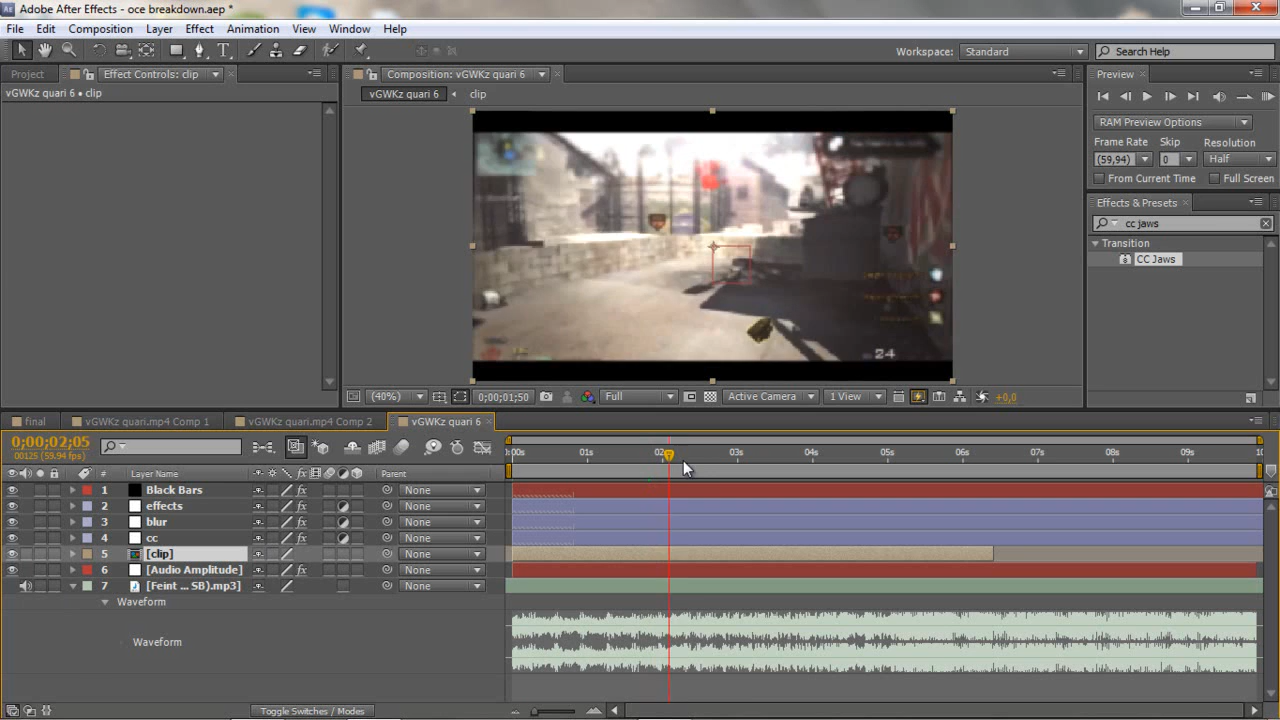 Adobe After Effects - oce breakdown.aep *
File Edit Composition Layer Effect Animation View Window Help
Workspace: Standard Search Help
Project Effect Controls: clip Composition: vGWKz quari 6 Preview
vGWKz quari 6 • clip
vGWKz quari 6 clip
RAM Preview Options
Frame Rate Skip Resolution
(59,94) 0 Half
From Current Time Full Screen
Effects & Presets
cc jaws
Transition
CC Jaws
24
(40%) 0;00;01;50 Full Active Camera 1 View +0,0
final vGWKz quari.mp4 Comp 1 vGWKz quari.mp4 Comp 2 vGWKz quari 6
0;00;02;05
00125 (59.94 fps)
:00s 01s 02 03s 04s 05s 06s 07s 08s 09s 10
# Layer Name Parent
1 Black Bars None
2 effects None
3 blur None
4 cc None
5 [clip] None
6 [Audio Amplitude] None
7 [Feint ... SB).mp3] None
Waveform
Waveform
Toggle Switches / Modes